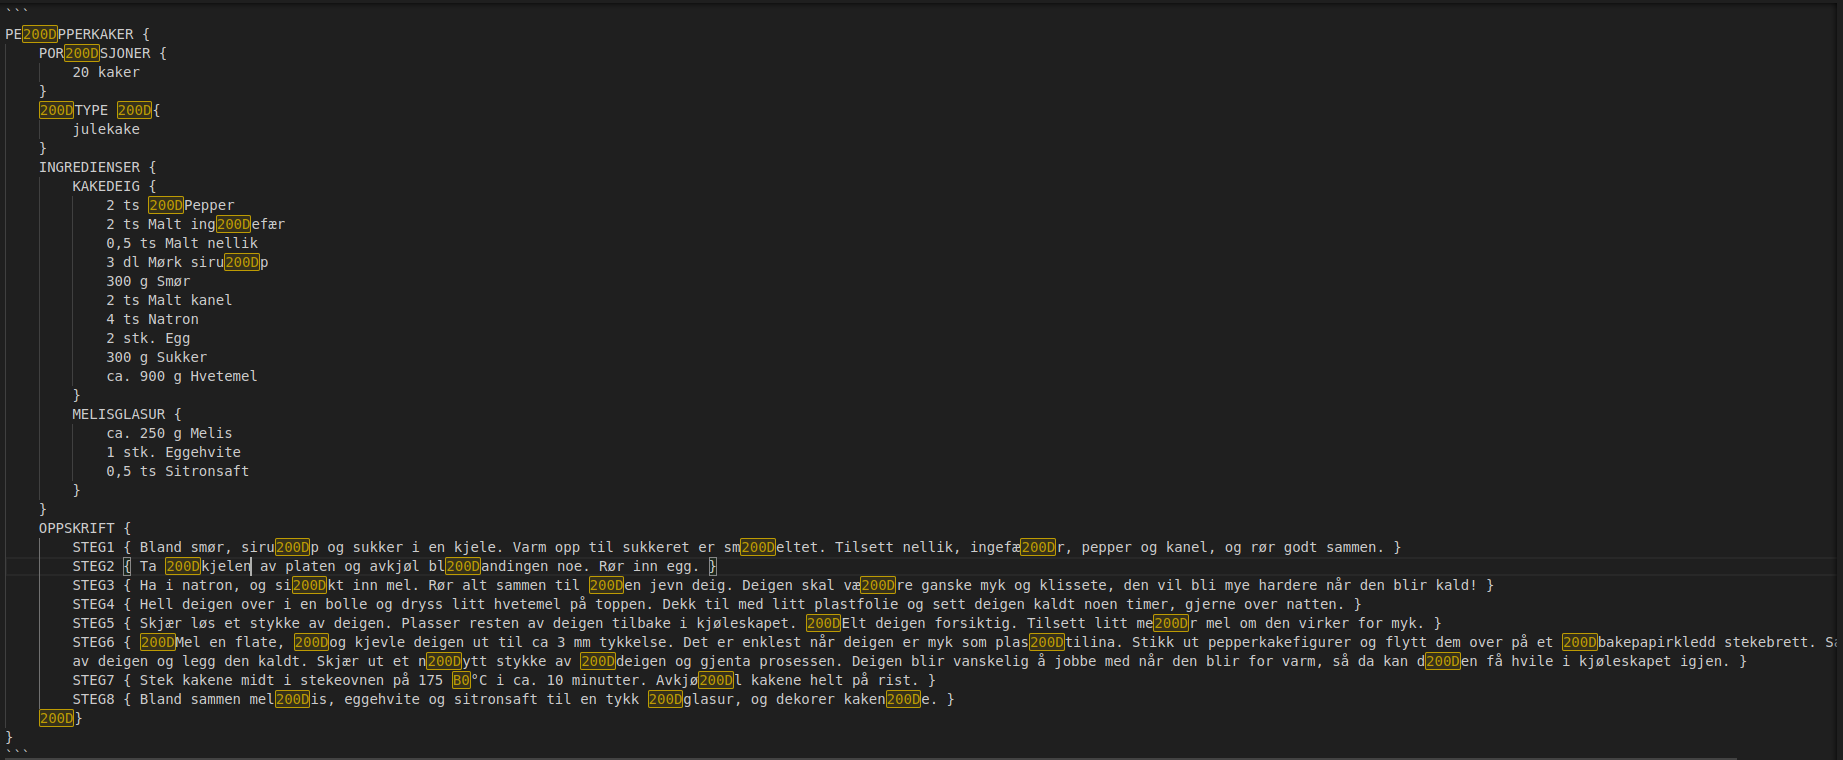 ```
PE200DPPERKAKER {
    POR200DSJONER {
        20 kaker
    }
    200DTYPE 200D{
        julekake
    }
    INGREDIENSER {
        KAKEDEIG {
            2 ts 200DPepper
            2 ts Malt ing200Defær
            0,5 ts Malt nellik
            3 dl Mørk siru200Dp
            300 g Smør
            2 ts Malt kanel
            4 ts Natron
            2 stk. Egg
            300 g Sukker
            ca. 900 g Hvetemel
        }
        MELISGLASUR {
            ca. 250 g Melis
            1 stk. Eggehvite
            0,5 ts Sitronsaft
        }
    }
    OPPSKRIFT {
        STEG1 { Bland smør, siru200Dp og sukker i en kjele. Varm opp til sukkeret er sm200Deltet. Tilsett nellik, ingefæ200Dr, pepper og kanel, og rør godt sammen. }
        STEG2 { Ta 200Dkjelen av platen og avkjøl bl200Dandingen noe. Rør inn egg. }
        STEG3 { Ha i natron, og si200Dkt inn mel. Rør alt sammen til 200Den jevn deig. Deigen skal væ200Dre ganske myk og klissete, den vil bli mye hardere når den blir kald! }
        STEG4 { Hell deigen over i en bolle og dryss litt hvetemel på toppen. Dekk til med litt plastfolie og sett deigen kaldt noen timer, gjerne over natten. }
        STEG5 { Skjær løs et stykke av deigen. Plasser resten av deigen tilbake i kjøleskapet. 200DElt deigen forsiktig. Tilsett litt me200Dr mel om den virker for myk. }
        STEG6 { 200DMel en flate, 200Dog kjevle deigen ut til ca 3 mm tykkelse. Det er enklest når deigen er myk som plas200Dtilina. Stikk ut pepperkakefigurer og flytt dem over på et 200Dbakepapirkledd stekebrett.
        av deigen og legg den kaldt. Skjær ut et n200Dytt stykke av 200Ddeigen og gjenta prosessen. Deigen blir vanskelig å jobbe med når den blir for varm, så da kan d200Den få hvile i kjøleskapet igjen. }
        STEG7 { Stek kakene midt i stekeovnen på 175 B0°C i ca. 10 minutter. Avkjø200Dl kakene helt på rist. }
        STEG8 { Bland sammen mel200Dis, eggehvite og sitronsaft til en tykk 200Dglasur, og dekorer kaken200De. }
    200D}
}
```